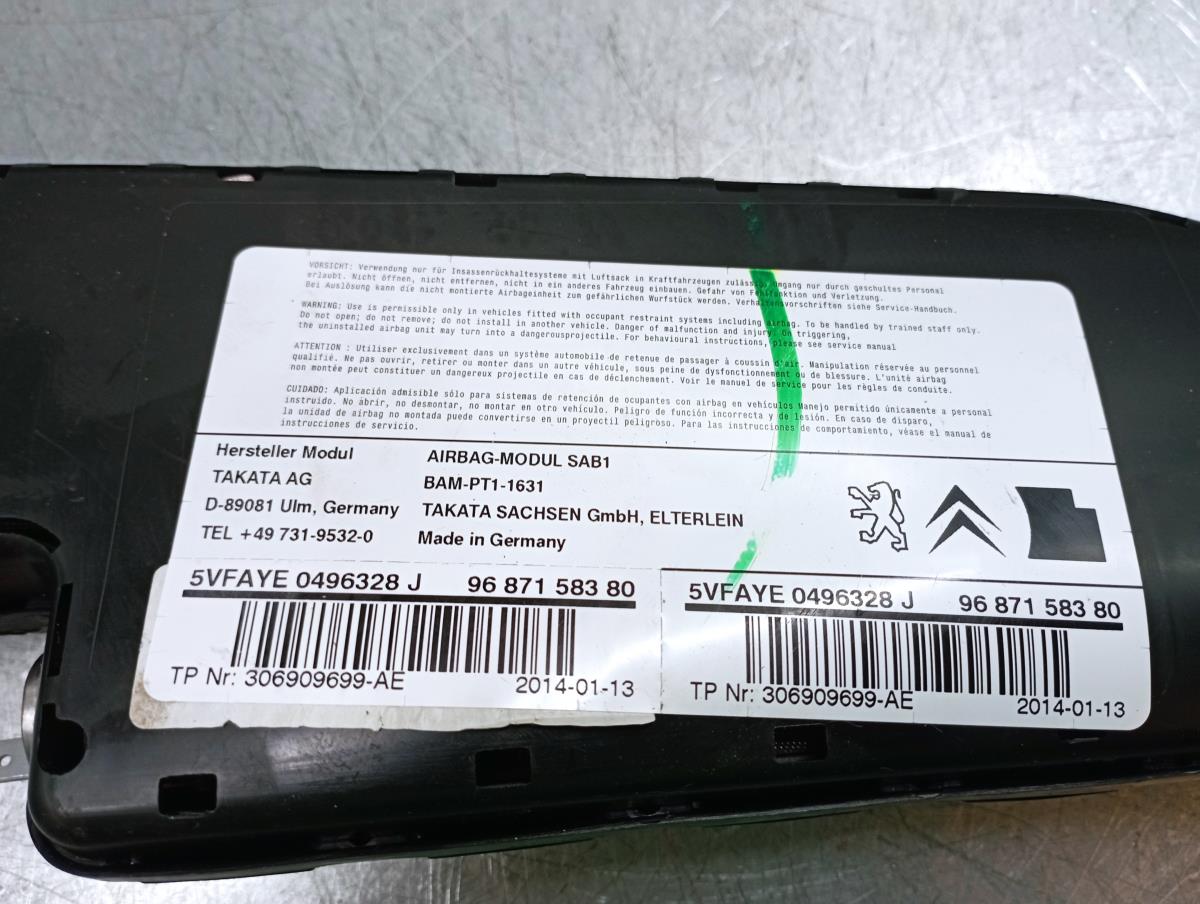 VORSICHT: Verwendung nur für Insassenrückhaltesysteme mit Luftsack in Kraftfahrzeugen zulässig. Umgang nur durch geschultes Personal
erlaubt. Nicht öffnen, nicht entfernen, nicht in ein anderes Fahrzeug einbauen. Gefahr von Fehlfunktion und Verletzung.
Bei Auslösung kann die nicht montierte Airbageinheit zum gefährlichen Wurfstück werden. Verhaltensvorschriften siehe Service-Handbuch.
WARNING: Use is permissible only in vehicles fitted with occupant restraint systems including airbag. To be handled by trained staff only.
Do not open; do not remove; do not install in another vehicle. Danger of malfunction and injury. On triggering,
the uninstalled airbag unit may turn into a dangerousprojectile. For behavioural instructions, please see service manual
ATTENTION : Utiliser exclusivement dans un système automobile de retenue de passager à coussin d'air. Manipulation réservée au personnel
qualifié. Ne pas ouvrir, retirer ou monter dans un autre véhicule, sous peine de dysfonctionnement ou de blessure. L'unité airbag
non montée peut constituer un dangereux projectile en cas de déclenchement. Voir le manuel de service pour les règles de conduite.
CUIDADO: Aplicación admisible sólo para sistemas de retención de ocupantes con airbag en vehículos Manejo permitido únicamente a personal
instruido. No abrir, no desmontar, no montar en otro vehículo. Peligro de función incorrecta y de lesión. En caso de disparo,
la unidad de airbag no montada puede convertirse en un proyectil peligroso. Para las instrucciones de comportamiento, véase el manual de
instrucciones de servicio.
Hersteller Modul AIRBAG-MODUL SAB1
TAKATA AG BAM-PT1-1631
D-89081 Ulm, Germany TAKATA SACHSEN GmbH, ELTERLEIN
TEL +49 731-9532-0 Made in Germany
5VFAYE 0496328 J 96 871 583 80
TP Nr: 306909699-AE 2014-01-13
5VFAYE 0496328 J 96 871 583 80
TP Nr: 306909699-AE 2014-01-13